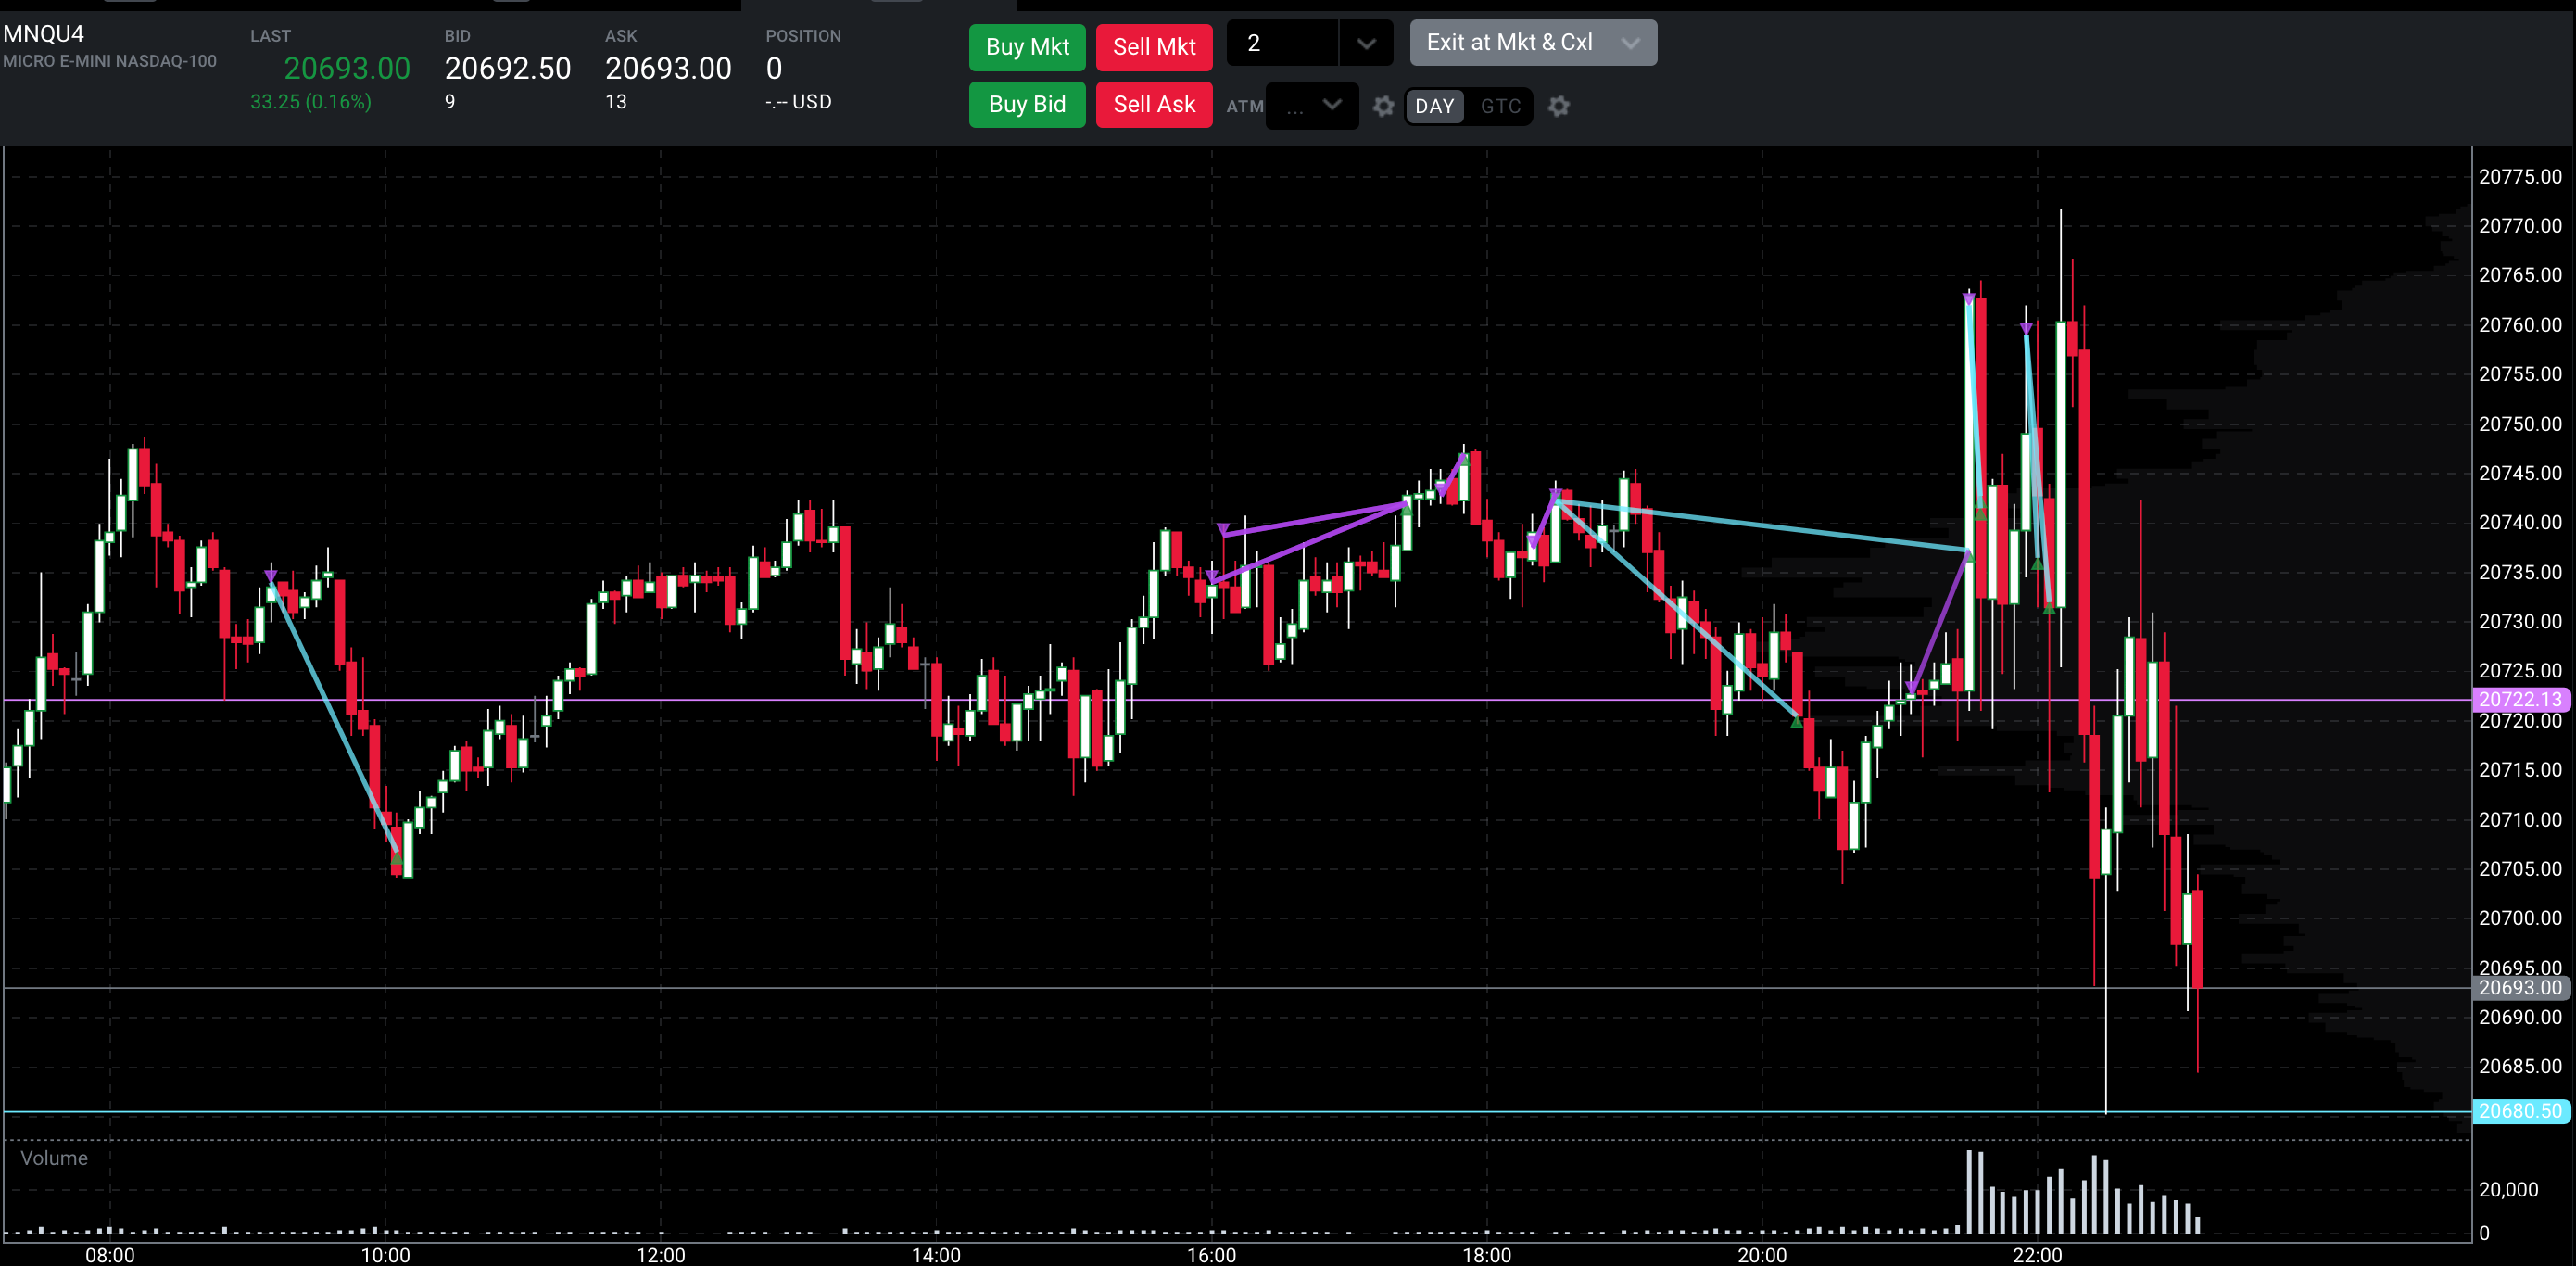 MNQU4
MICRO E-MINI NASDAQ-100
LAST
20693.00
33.25 (0.16%)
BID
20692.50
9
ASK
20693.00
13
POSITION
0
-.-- USD
Buy Mkt
Sell Mkt
2
Exit at Mkt & Cxl
Buy Bid
Sell Ask
ATM
...
DAY
GTC
20775.00
20770.00
20765.00
20760.00
20755.00
20750.00
20745.00
20740.00
20735.00
20730.00
20725.00
20722.13
20720.00
20715.00
20710.00
20705.00
20700.00
20695.00
20693.00
20690.00
20685.00
20680.50
Volume
20,000
0
08:00
10:00
12:00
14:00
16:00
18:00
20:00
22:00